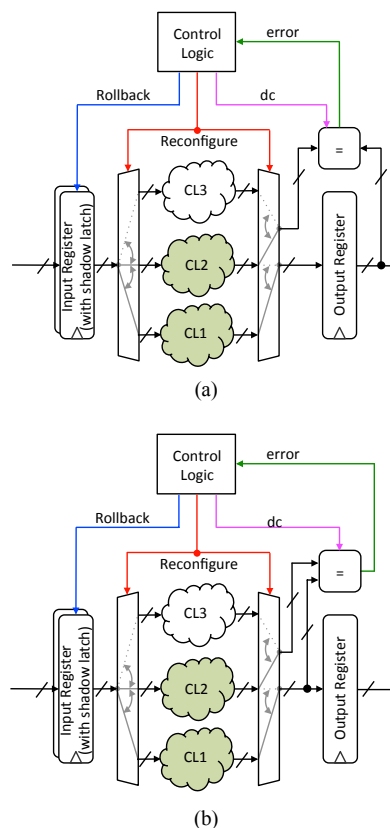 Control
Logic
error
Rollback
dc
Reconfigure
=
CL3
Input Register
(with shadow latch)
CL2
Output Register
CL1
(a)
Control
Logic
error
Rollback
dc
Reconfigure
=
CL3
Input Register
(with shadow latch)
CL2
Output Register
CL1
(b)